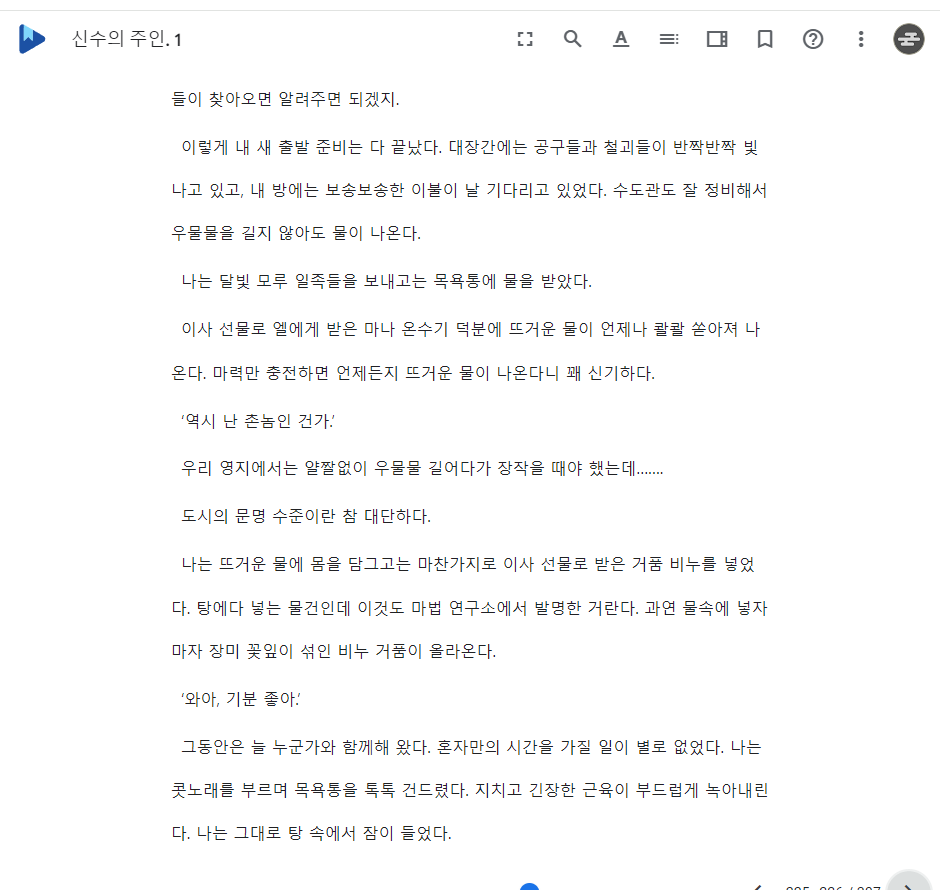 신수의 주인. 1
들이 찾아오면 알려주면 되겠지.
이렇게 내 새 출발 준비는 다 끝났다. 대장간에는 공구들과 철괴들이 반짝반짝 빛
나고 있고, 내 방에는 보송보송한 이불이 날 기다리고 있었다. 수도관도 잘 정비해서
우물물을 길지 않아도 물이 나온다.
나는 달빛 모루 일족들을 보내고는 목욕통에 물을 받았다.
이사 선물로 엘에게 받은 마나 온수기 덕분에 뜨거운 물이 언제나 콸콸 쏟아져 나
온다. 마력만 충전하면 언제든지 뜨거운 물이 나온다니 꽤 신기하다.
‘역시 난 촌놈인 건가.’
우리 영지에서는 얄짤없이 우물물 길어다가 장작을 때야 했는데…….
도시의 문명 수준이란 참 대단하다.
나는 뜨거운 물에 몸을 담그고는 마찬가지로 이사 선물로 받은 거품 비누를 넣었
다. 탕에다 넣는 물건인데 이것도 마법 연구소에서 발명한 거란다. 과연 물속에 넣자
마자 장미 꽃잎이 섞인 비누 거품이 올라온다.
‘와아, 기분 좋아.’
그동안은 늘 누군가와 함께해 왔다. 혼자만의 시간을 가질 일이 별로 없었다. 나는
콧노래를 부르며 목욕통을 톡톡 건드렸다. 지치고 긴장한 근육이 부드럽게 녹아내린
다. 나는 그대로 탕 속에서 잠이 들었다.